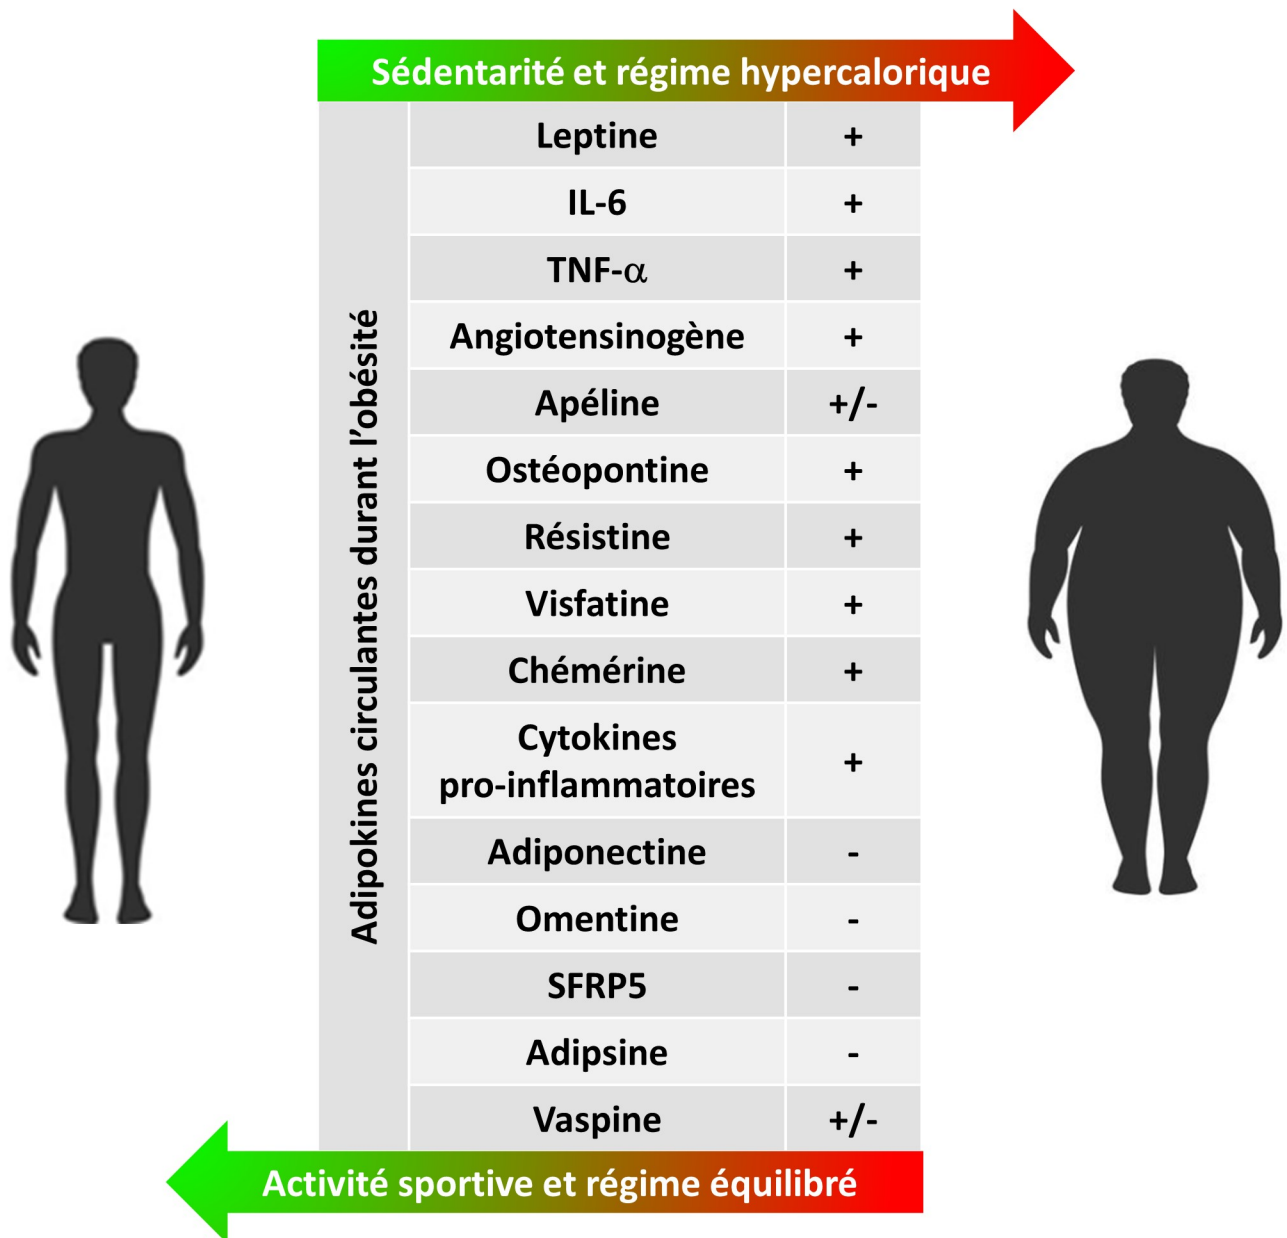 Sédentarité et régime hypercalorique
Adipokines circulantes durant l'obésité
Leptine +
IL-6 +
TNF-α +
Angiotensinogène +
Apéline +/-
Ostéopontine +
Résistine +
Visfatine +
Chémérine +
Cytokines
pro-inflammatoires +
Adiponectine -
Omentine -
SFRP5 -
Adipsine -
Vaspine +/-
Activité sportive et régime équilibré